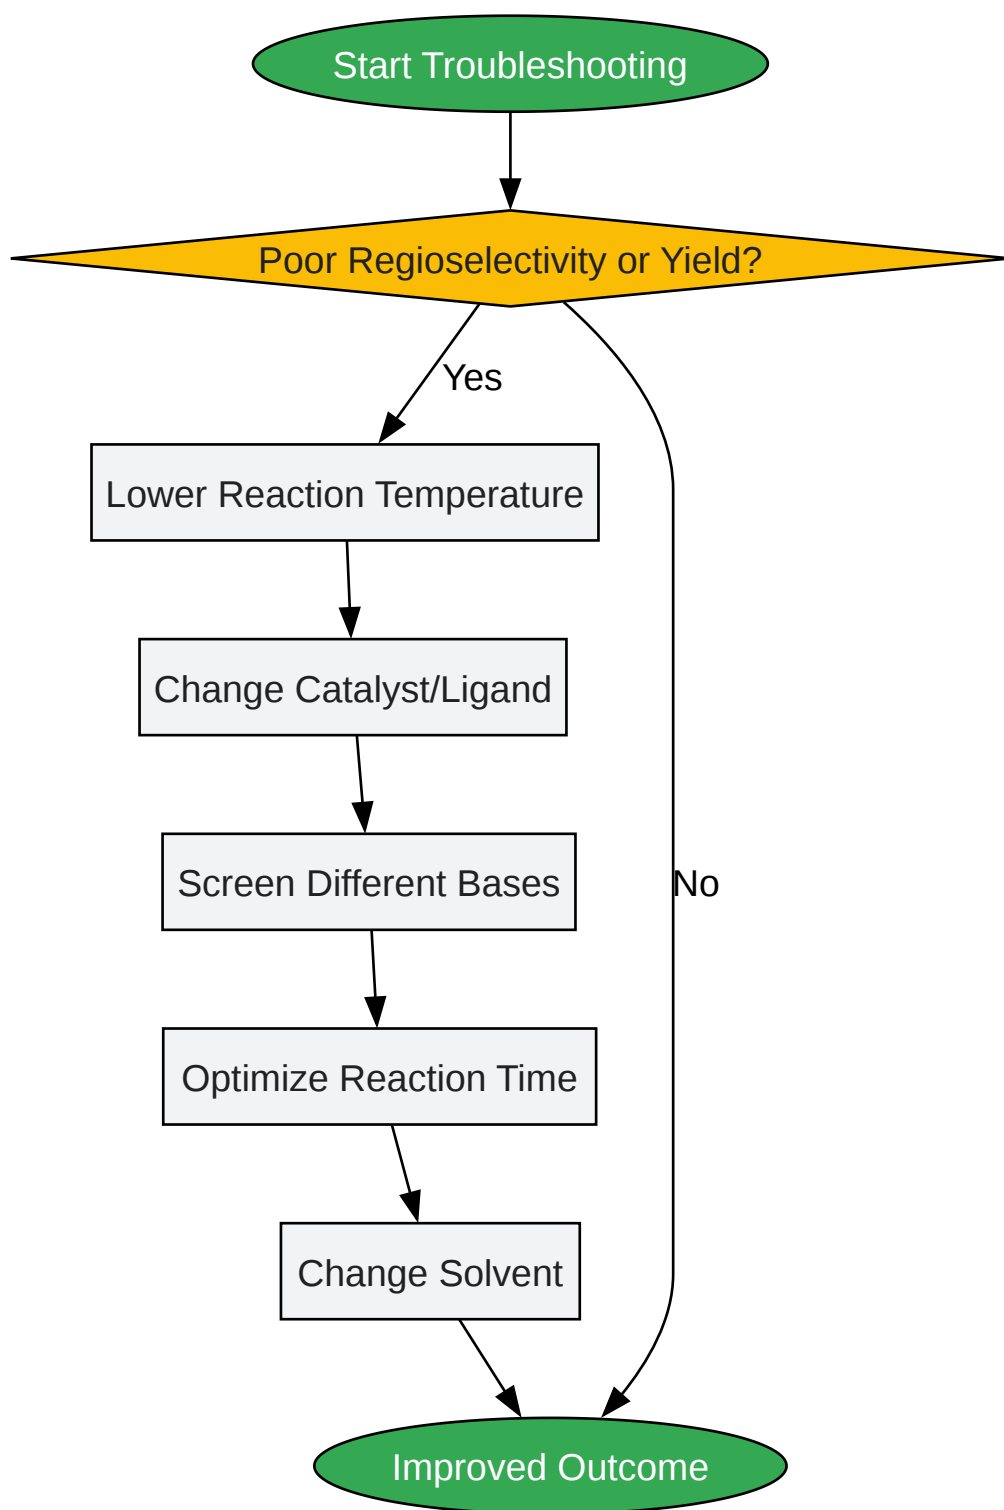 Start Troubleshooting
Poor Regioselectivity or Yield?
Yes
Lower Reaction Temperature
Change Catalyst/Ligand
Screen Different Bases
No
Optimize Reaction Time
Change Solvent
Improved Outcome